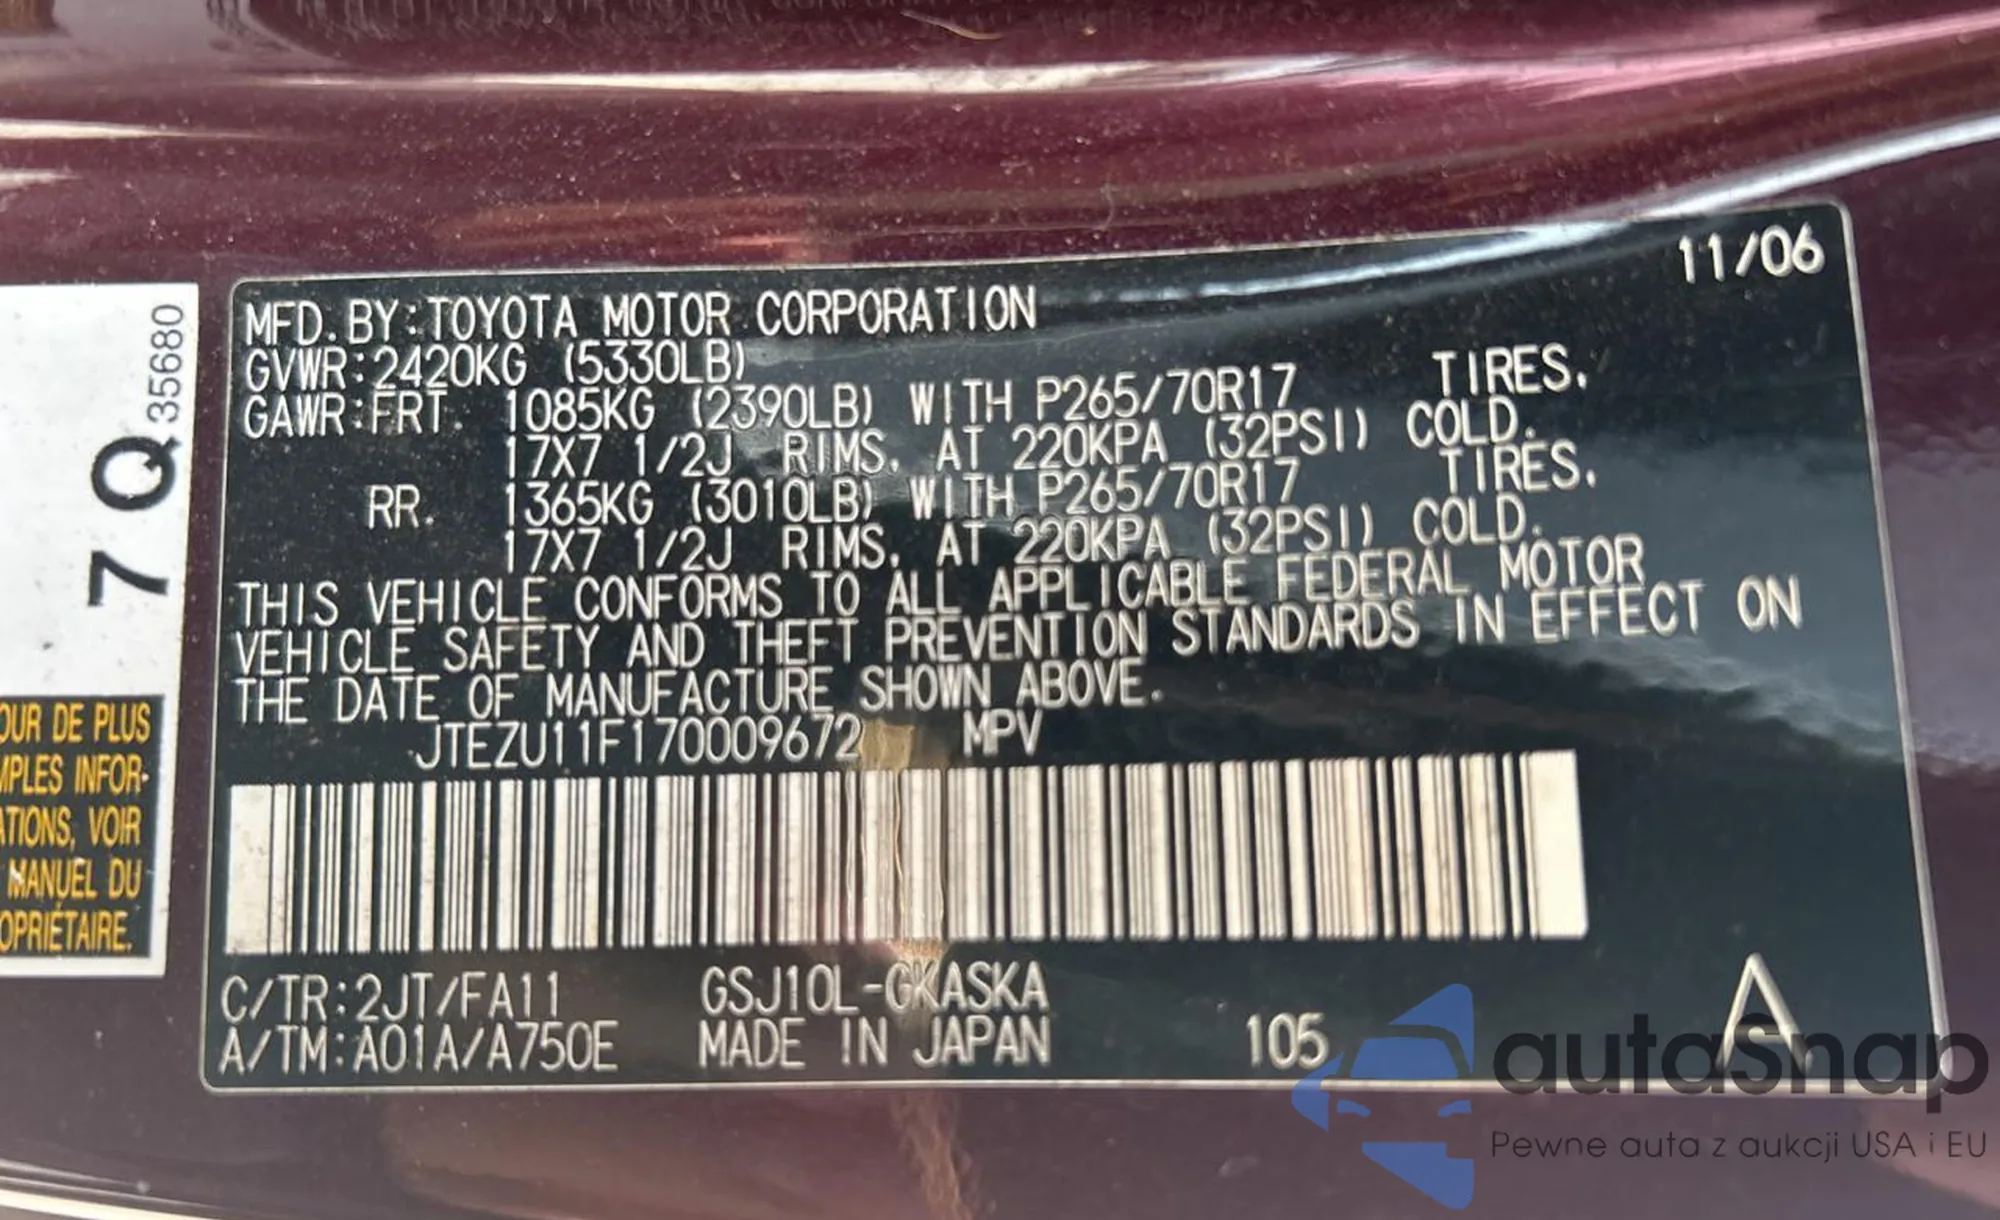 11/06
MFD.BY:TOYOTA MOTOR CORPORATION
GVWR:2420KG (5330LB)
GAWR:FRT. 1085KG (2390LB) WITH P265/70R17 TIRES,
17X7 1/2J RIMS, AT 220KPA (32PSI) COLD.
RR. 1365KG (3010LB) WITH P265/70R17 TIRES,
17X7 1/2J RIMS, AT 220KPA (32PSI) COLD.
THIS VEHICLE CONFORMS TO ALL APPLICABLE FEDERAL MOTOR
VEHICLE SAFETY AND THEFT PREVENTION STANDARDS IN EFFECT ON
THE DATE OF MANUFACTURE SHOWN ABOVE.
JTEZU11F170009672 MPV
C/TR:2JT/FA11 GSJ10L-GKASKA
A/TM:A01A/A750E MADE IN JAPAN 105 A
7Q35680
OUR DE PLUS
MPLES INFOR-
ATIONS, VOIR
MANUEL DU
OPRIÉTAIRE.
autaSnap
Pewne auta z aukcji USA i EU